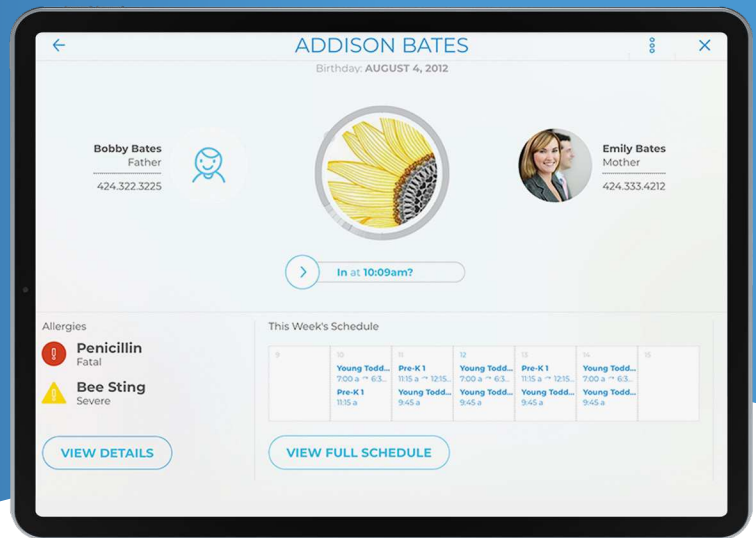 ADDISON BATES
Birthday: AUGUST 4, 2012
Bobby Bates
Father
424.322.3225
Emily Bates
Mother
424.333.4212
In at 10:09am?
Allergies
Penicillin
Fatal
Bee Sting
Severe
VIEW DETAILS
This Week's Schedule
9 10 11 12 13 14 15
Young Todd... Pre-K 1 Young Todd... Pre-K 1 Young Todd...
7:00 a → 6:3... 11:15 a → 12:15... 7:00 a → 6:3... 11:15 a → 12:15... 7:00 a → 6:3...
Pre-K 1 Young Todd... Young Todd... Young Todd... Young Todd...
11:15 a 9:45 a 9:45 a 9:45 a 9:45 a
VIEW FULL SCHEDULE